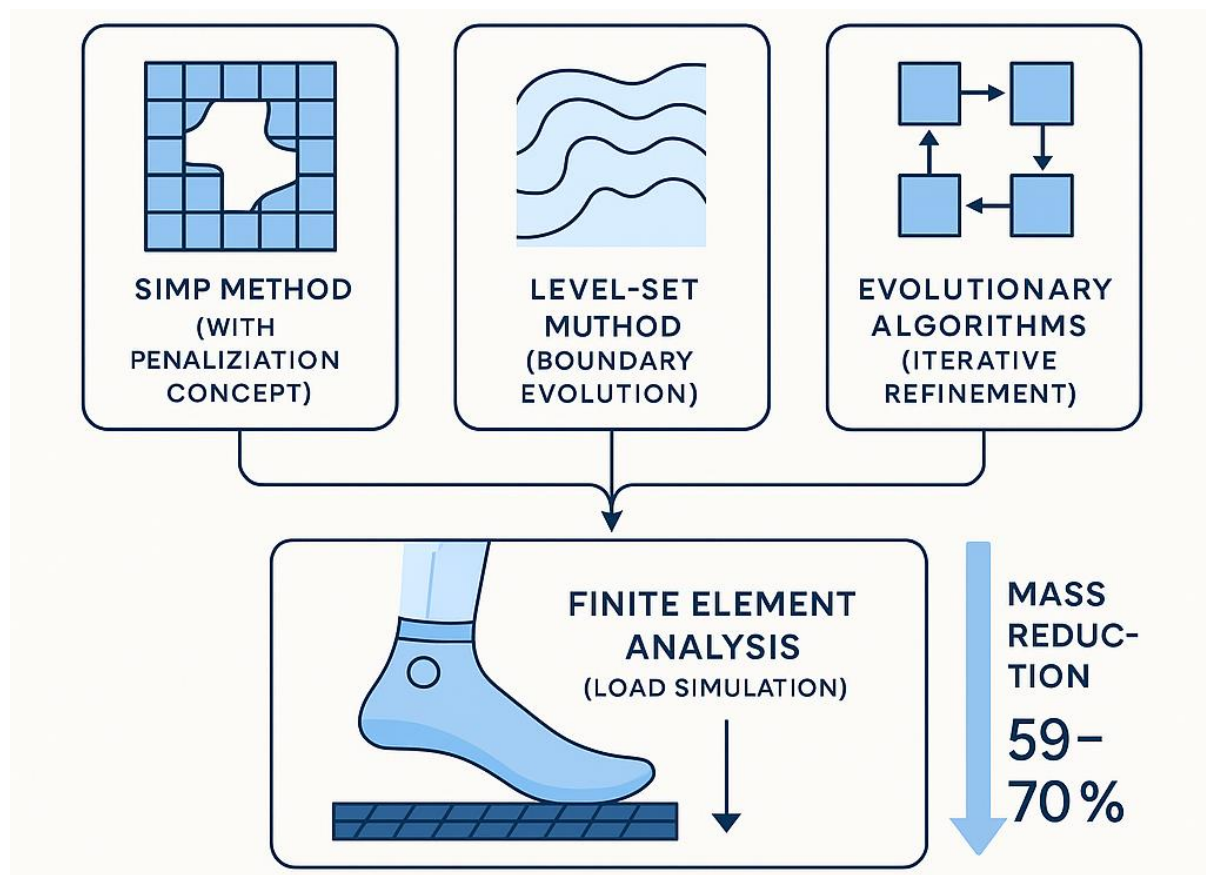 SIMP METHOD
(WITH
PENALIZIATION
CONCEPT)
LEVEL-SET
MUTHOD
(BOUNDARY
EVOLUTION)
EVOLUTIONARY
ALGORITHMS
(ITERATIVE
REFINEMENT)
FINITE ELEMENT
ANALYSIS
(LOAD SIMULATION)
MASS
REDUC-
TION
59–
70%